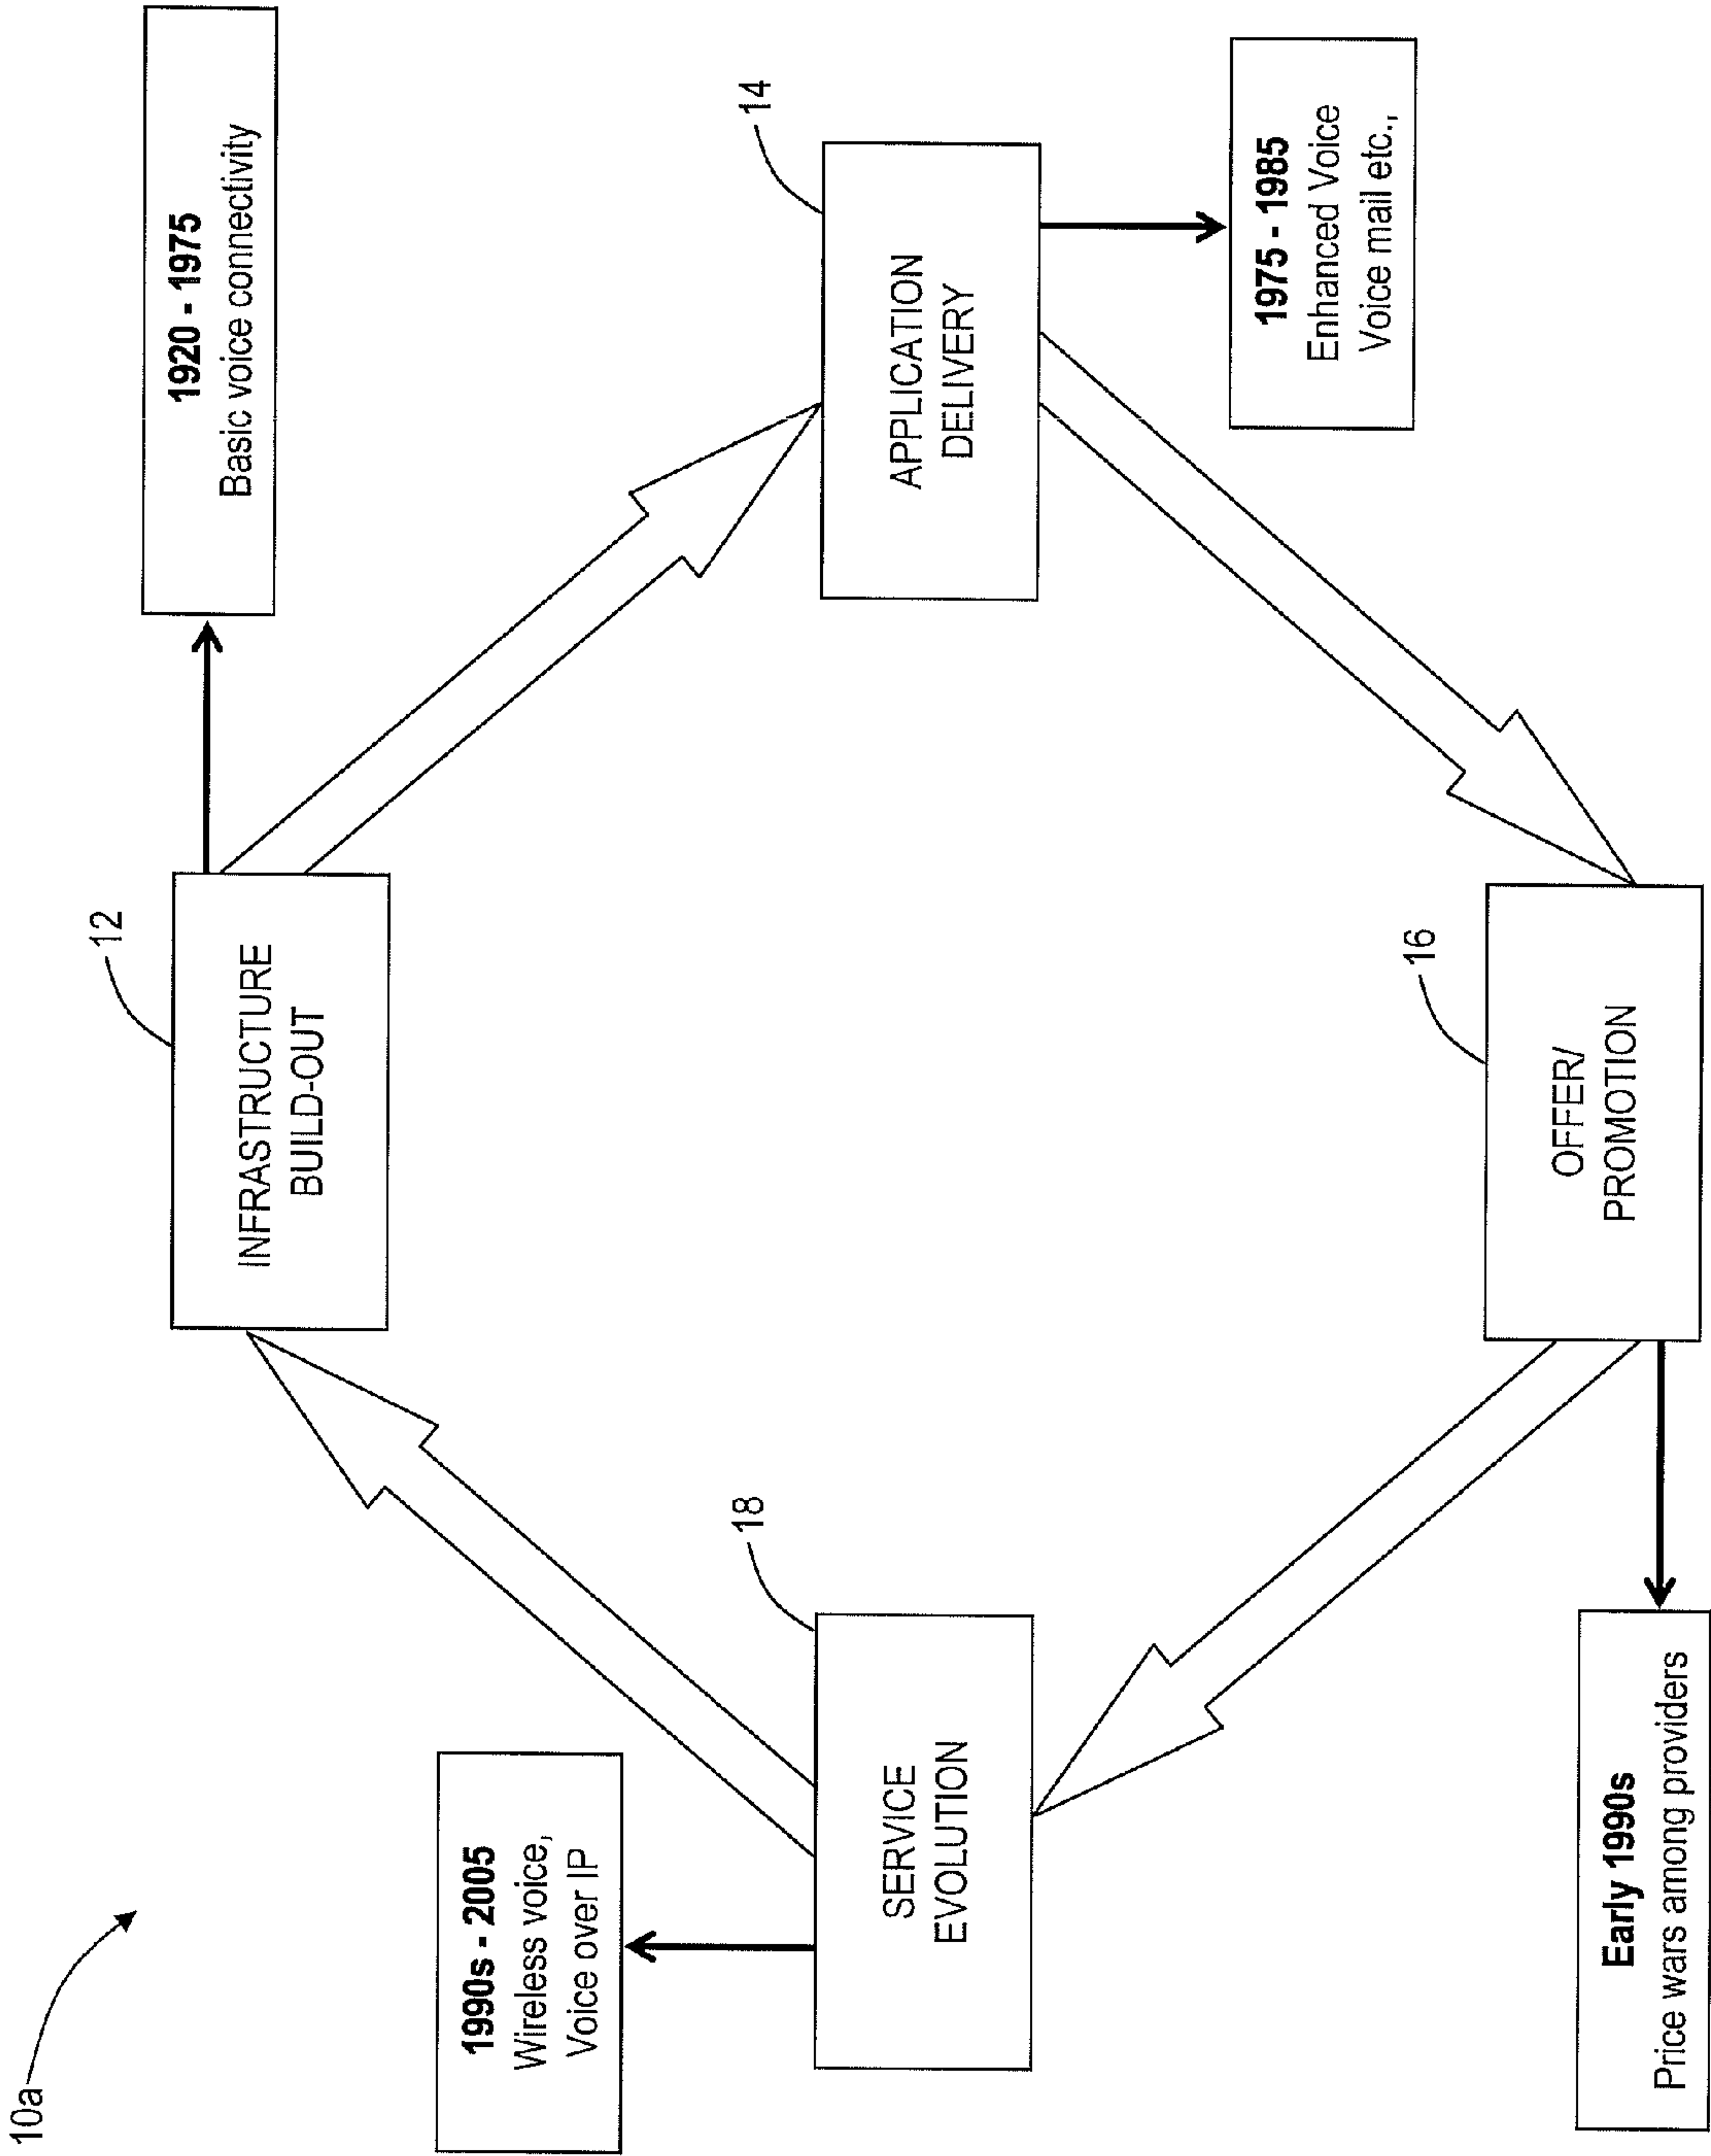 10a
12
INFRASTRUCTURE
BUILD-OUT
1920 - 1975
Basic voice connectivity
14
APPLICATION
DELIVERY
1975 - 1985
Enhanced Voice
Voice mail etc.,
16
OFFER/
PROMOTION
Early 1990s
Price wars among providers
18
SERVICE
EVOLUTION
1990s - 2005
Wireless voice,
Voice over IP